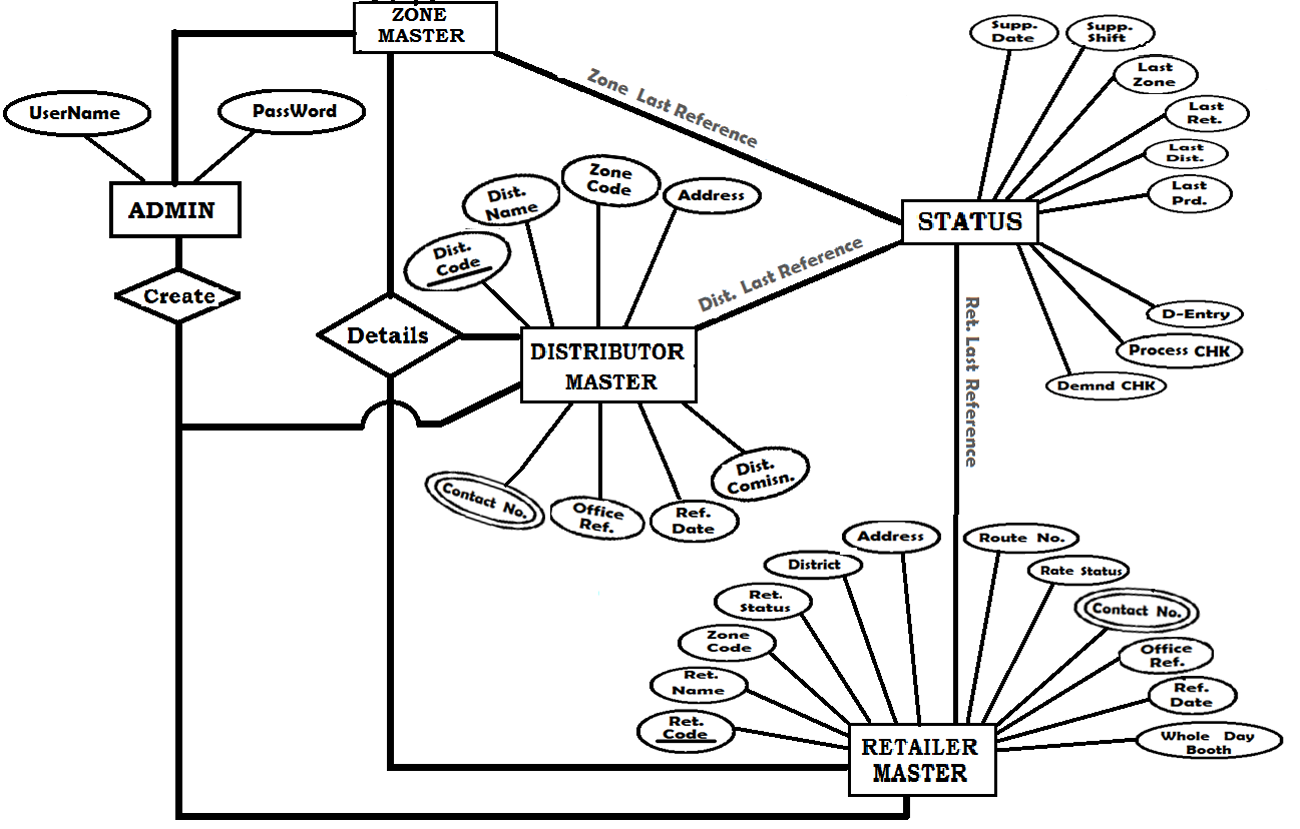 ZONE
MASTER
UserName
PassWord
ADMIN
Create
Details
Zone Last Reference
Dist. Last Reference
Ret. Last Reference
Dist.
Code
Dist.
Name
Zone
Code
Address
DISTRIBUTOR
MASTER
Contact No.
Office
Ref.
Ref.
Date
Dist.
Comisn.
STATUS
Supp.
Date
Supp.
Shift
Last
Zone
Last
Ret.
Last
Dist.
Last
Prd.
D-Entry
Process CHK
Demnd CHK
Ret.
Code
Ret.
Name
Zone
Code
Ret.
Status
District
Address
Route No.
Rate Status
Contact No.
Office
Ref.
Ref.
Date
Whole Day
Booth
RETAILER
MASTER